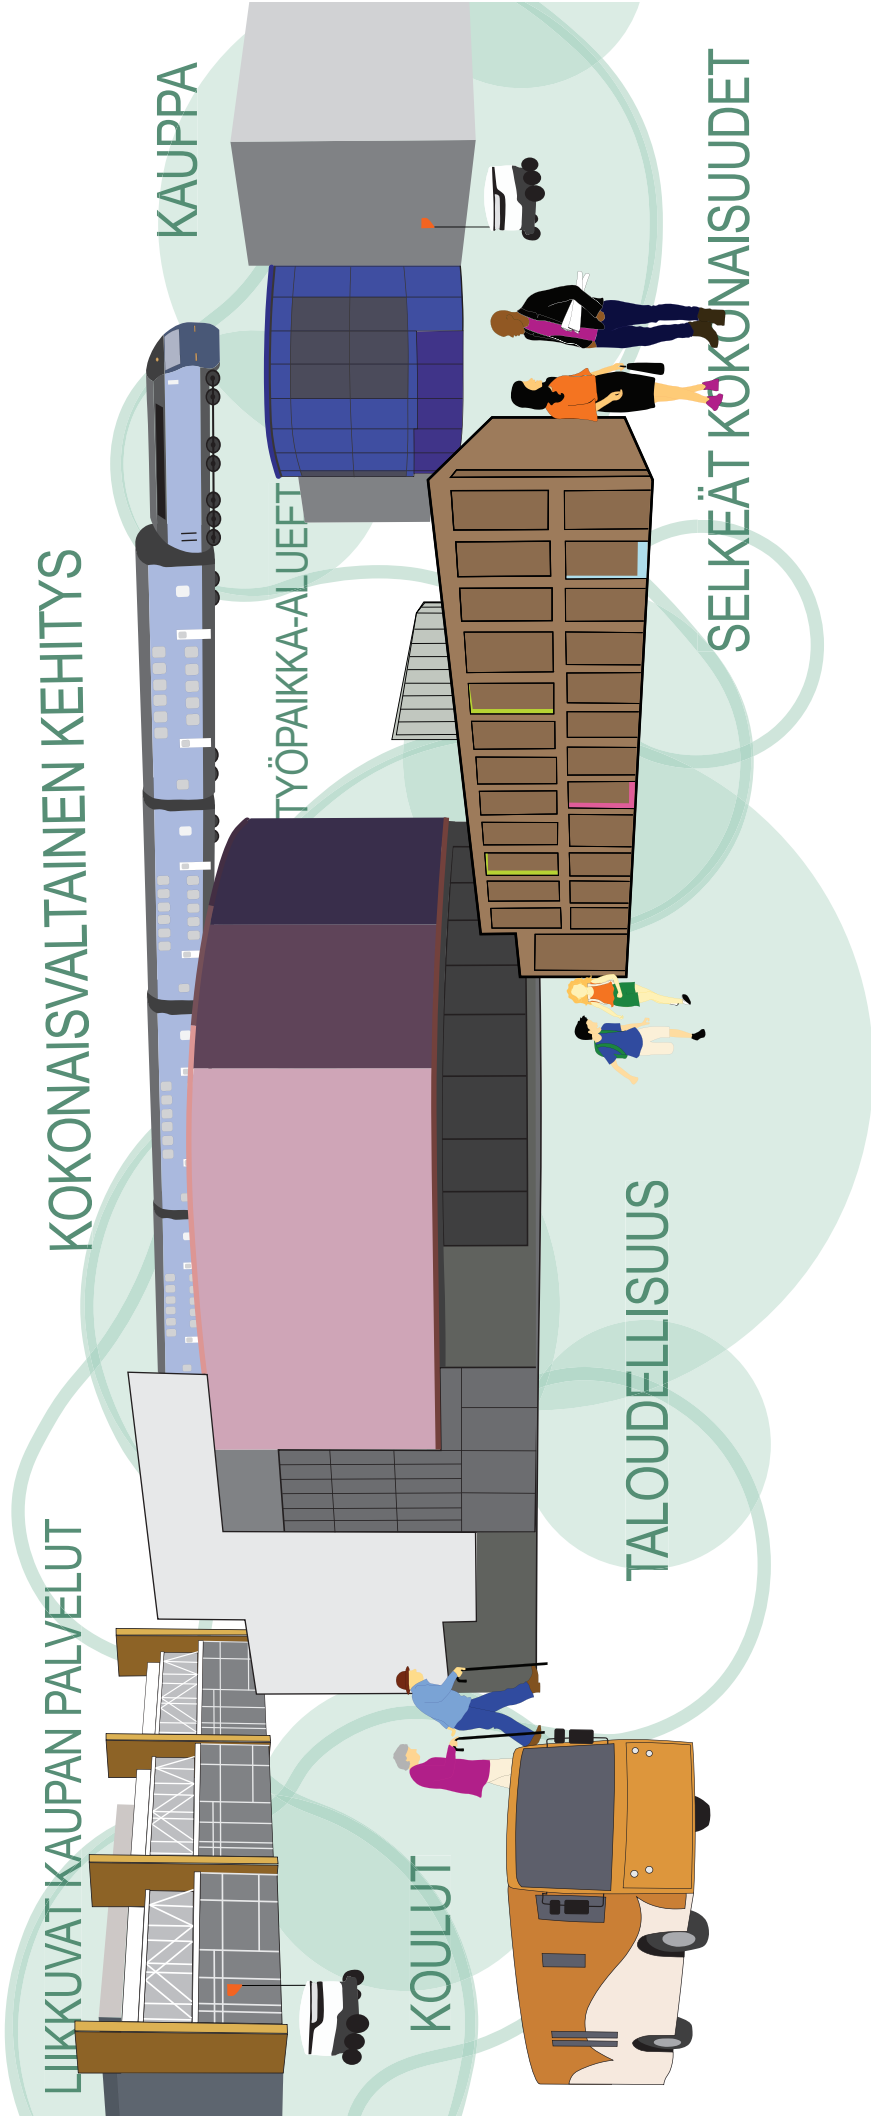 LIIKKUVAT KAUPAN PALVELUT
KOKONAISVALTAINEN KEHITYS
KAUPPA
TYÖPAIKKA-ALUEET
KOULUT
TALOUDELLISUUS
SELKEÄT KOKONAISUUDET